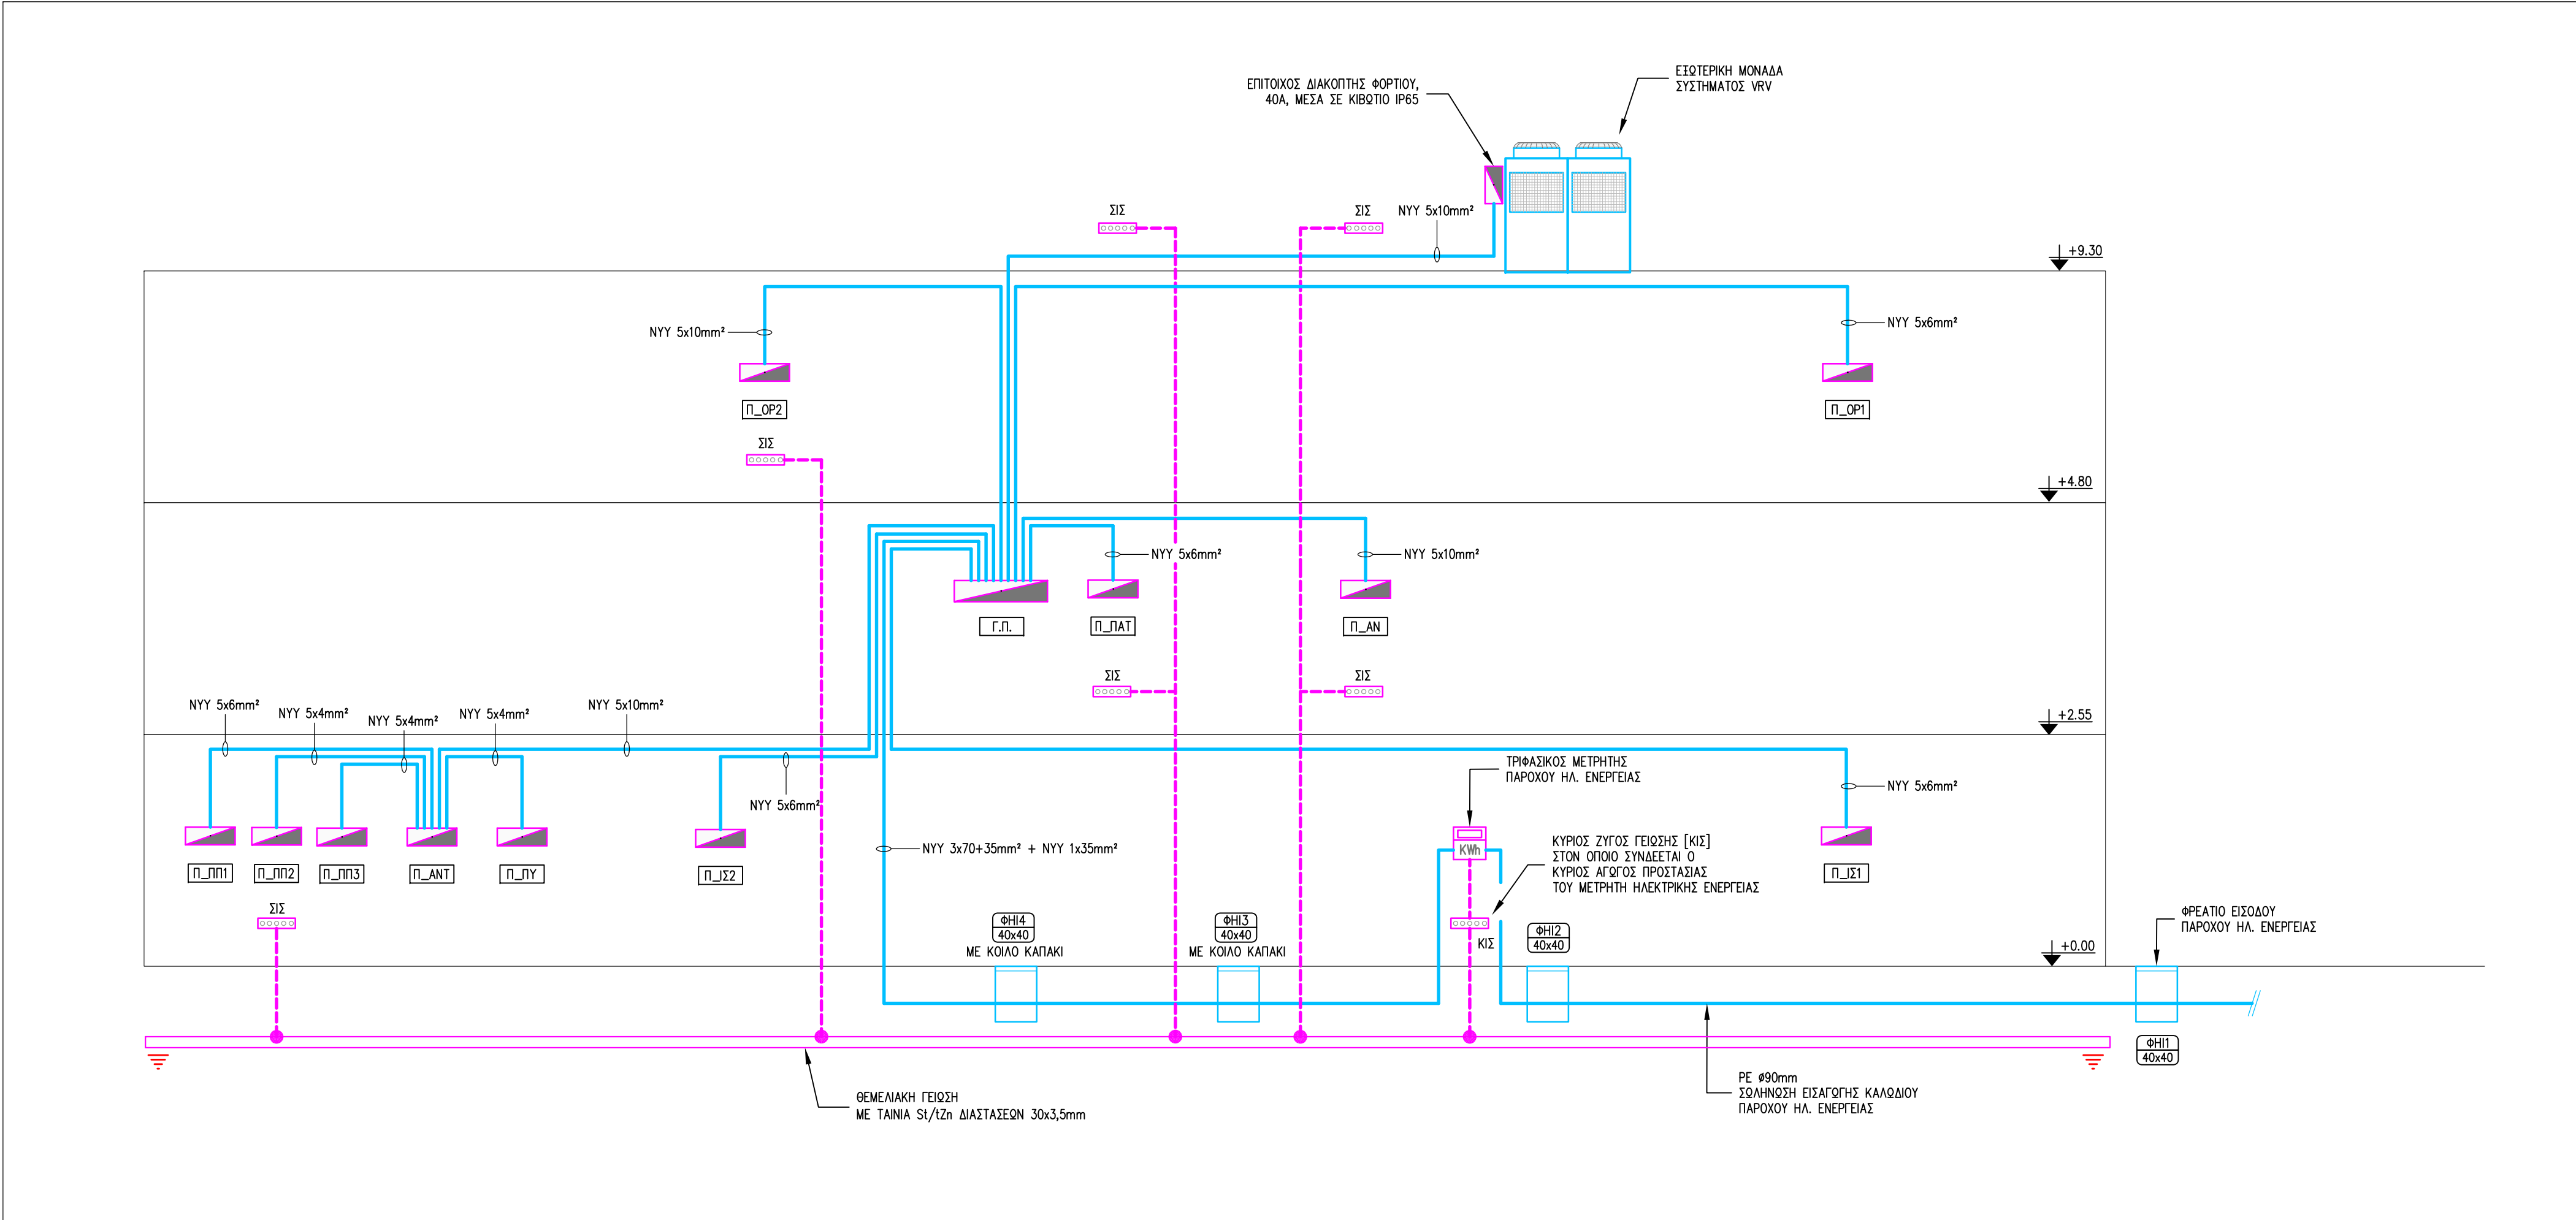 ΕΞΩΤΕΡΙΚΗ ΜΟΝΑΔΑ
ΣΥΣΤΗΜΑΤΟΣ VRV
ΕΠΙΤΟΙΧΟΣ ΔΙΑΚΟΠΤΗΣ ΦΟΡΤΙΟΥ,
40Α, ΜΕΣΑ ΣΕ ΚΙΒΩΤΙΟ IP65
ΣΙΣ
ΣΙΣ
NYY 5x10mm²
+9.30
NYY 5x10mm²
NYY 5x6mm²
Π_ΟΡ2
Π_ΟΡ1
ΣΙΣ
+4.80
NYY 5x6mm²
NYY 5x10mm²
Γ.Π.
Π_ΠΑΤ
Π_ΑΝ
ΣΙΣ
ΣΙΣ
NYY 5x6mm²
NYY 5x4mm²
NYY 5x4mm²
NYY 5x4mm²
NYY 5x10mm²
+2.55
ΤΡΙΦΑΣΙΚΟΣ ΜΕΤΡΗΤΗΣ
ΠΑΡΟΧΟΥ ΗΛ. ΕΝΕΡΓΕΙΑΣ
NYY 5x6mm²
NYY 5x6mm²
NYY 3x70+35mm² + NYY 1x35mm²
KWh
ΚΥΡΙΟΣ ΖΥΓΟΣ ΓΕΙΩΣΗΣ [ΚΙΣ]
ΣΤΟΝ ΟΠΟΙΟ ΣΥΝΔΕΕΤΑΙ Ο
ΚΥΡΙΟΣ ΑΓΩΓΟΣ ΠΡΟΣΤΑΣΙΑΣ
ΤΟΥ ΜΕΤΡΗΤΗ ΗΛΕΚΤΡΙΚΗΣ ΕΝΕΡΓΕΙΑΣ
Π_ΠΠ1
Π_ΠΠ2
Π_ΠΠ3
Π_ΑΝΤ
Π_ΠΥ
Π_ΙΣ2
Π_ΙΣ1
ΣΙΣ
ΦΗΙ4
40x40
ΜΕ ΚΟΙΛΟ ΚΑΠΑΚΙ
ΦΗΙ3
40x40
ΜΕ ΚΟΙΛΟ ΚΑΠΑΚΙ
ΚΙΣ
ΦΗΙ2
40x40
+0.00
ΦΡΕΑΤΙΟ ΕΙΣΟΔΟΥ
ΠΑΡΟΧΟΥ ΗΛ. ΕΝΕΡΓΕΙΑΣ
ΦΗΙ1
40x40
PE Ø90mm
ΣΩΛΗΝΩΣΗ ΕΙΣΑΓΩΓΗΣ ΚΑΛΩΔΙΟΥ
ΠΑΡΟΧΟΥ ΗΛ. ΕΝΕΡΓΕΙΑΣ
ΘΕΜΕΛΙΑΚΗ ΓΕΙΩΣΗ
ΜΕ ΤΑΙΝΙΑ St/tZn ΔΙΑΣΤΑΣΕΩΝ 30x3,5mm